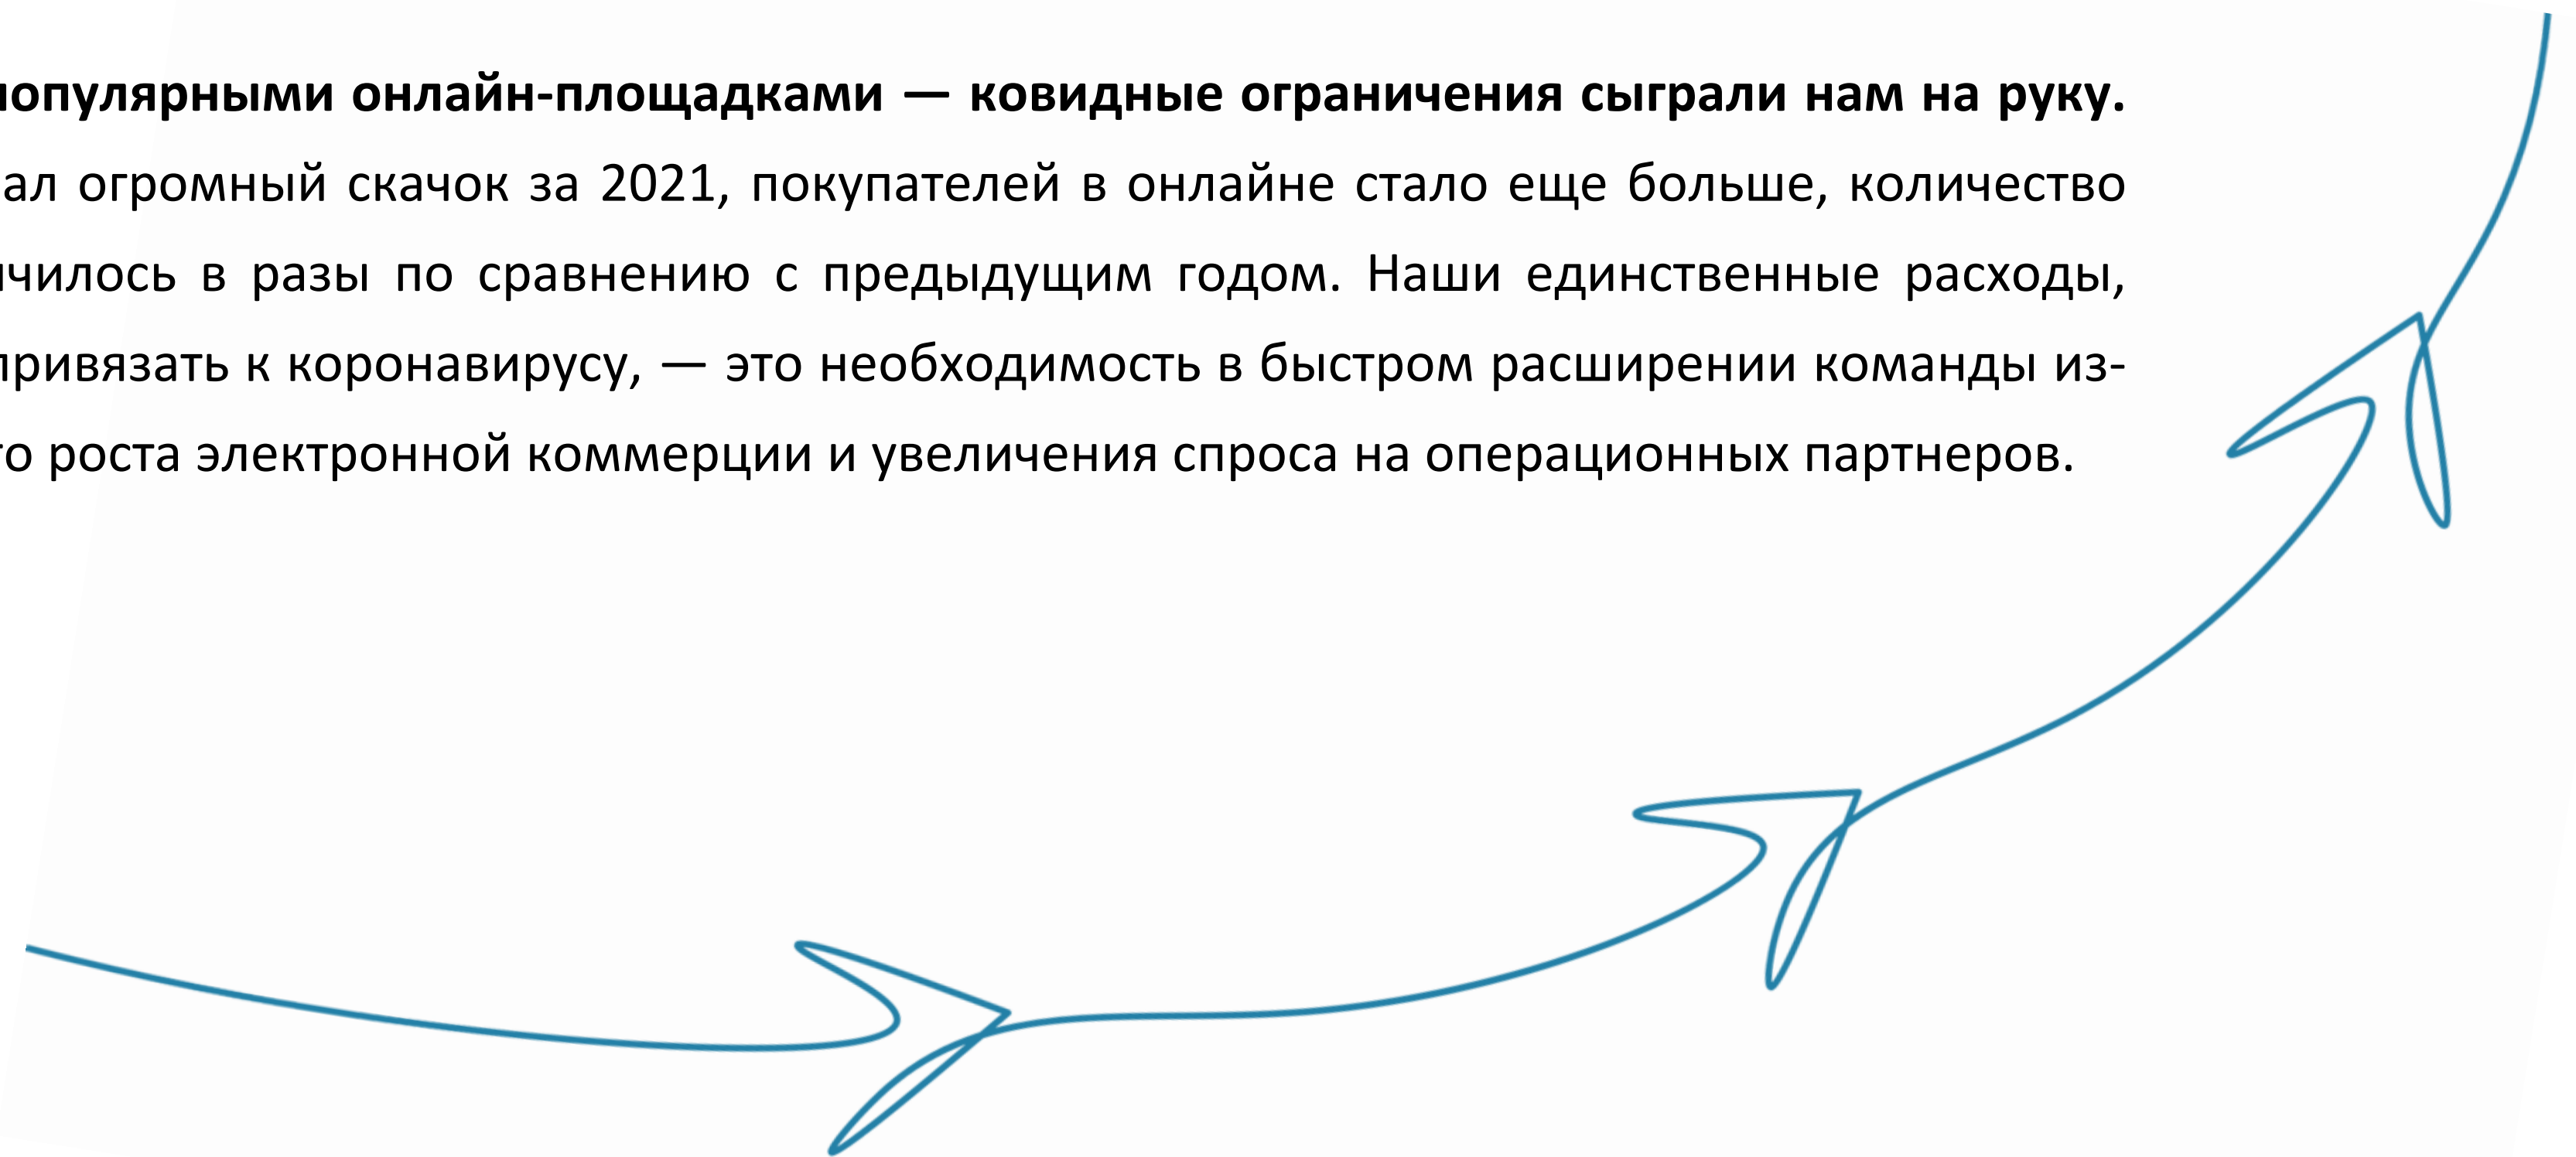 популярными онлайн-площадками — ковидные ограничения сыграли нам на руку.
ал огромный скачок за 2021, покупателей в онлайне стало еще больше, количество
чилось в разы по сравнению с предыдущим годом. Наши единственные расходы,
привязать к коронавирусу, — это необходимость в быстром расширении команды из-
о роста электронной коммерции и увеличения спроса на операционных партнеров.